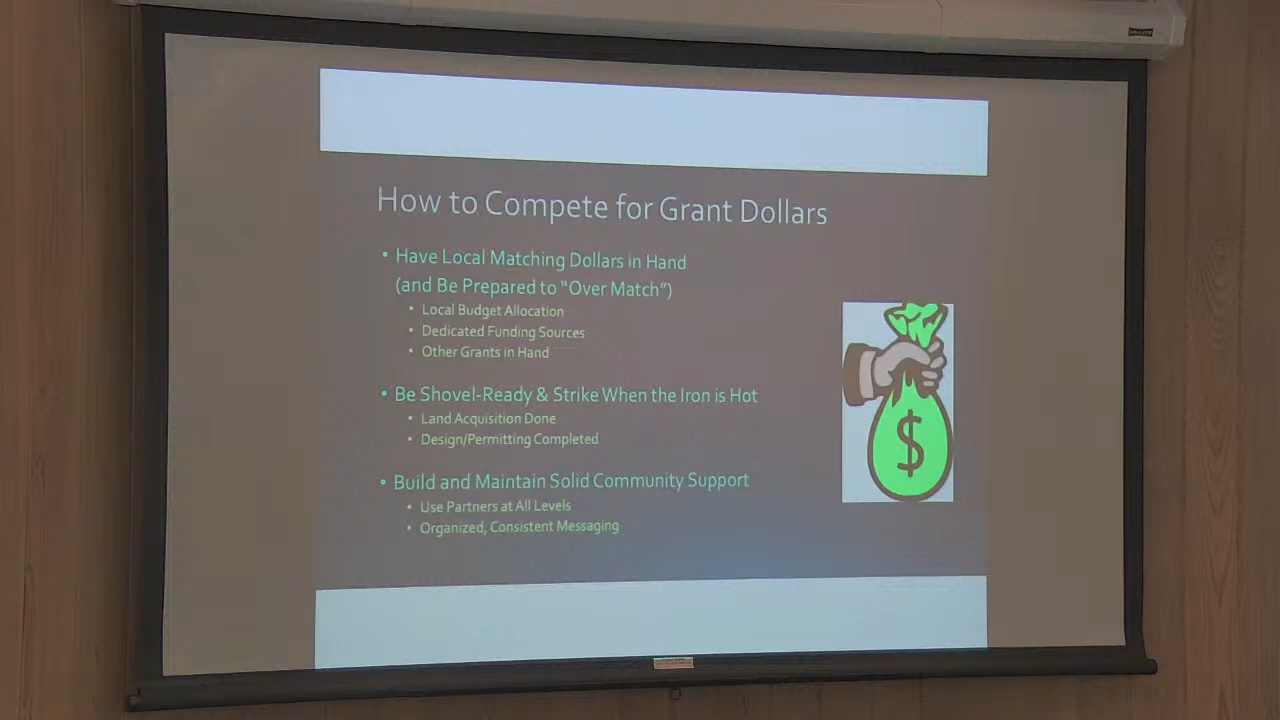 How to Compete for Grant Dollars
• Have Local Matching Dollars in Hand
(and Be Prepared to “Over Match”)
• Local Budget Allocation
• Dedicated Funding Sources
• Other Grants in Hand
• Be Shovel-Ready & Strike When the Iron is Hot
• Land Acquisition Done
• Design/Permitting Completed
• Build and Maintain Solid Community Support
• Use Partners at All Levels
• Organized, Consistent Messaging
$